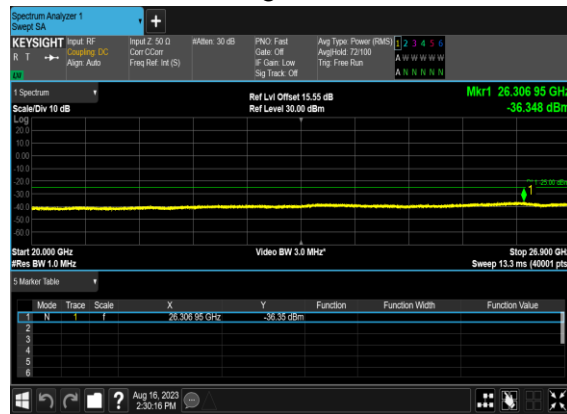 Spectrum Analyzer 1
Swept SA
KEYSIGHT Input: RF Input Z: 50 Ω #Atten: 30 dB PNO: Fast Avg Type: Power (RMS) 1 2 3 4 5 6
R T Coupling: DC Corr CCorr Gate: Off Avg|Hold: 72/100 A W W W W W
Align: Auto Freq Ref: Int (S) IF Gain: Low Trig: Free Run
Sig Track: Off A N N N N N
1 Spectrum Ref Lvl Offset 15.55 dB Mkr1 26.306 95 GHz
Scale/Div 10 dB Ref Level 30.00 dBm -36.348 dBm
Log
20.0
10.0
0.00
-10.0
-20.0
-30.0
-40.0
-50.0
-60.0
-25.00 dBm
1
Start 20.000 GHz Video BW 3.0 MHz* Stop 26.900 GHz
#Res BW 1.0 MHz Sweep 13.3 ms (40001 pts)
5 Marker Table
Mode Trace Scale X Y Function Function Width Function Value
1 N 1 f 26.306 95 GHz -36.35 dBm
2
3
4
5
6
? Aug 16, 2023
2:30:16 PM